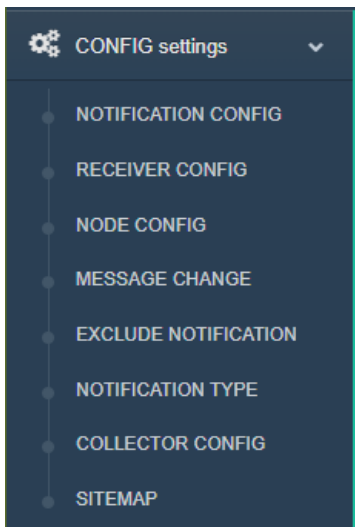 CONFIG settings
NOTIFICATION CONFIG
RECEIVER CONFIG
NODE CONFIG
MESSAGE CHANGE
EXCLUDE NOTIFICATION
NOTIFICATION TYPE
COLLECTOR CONFIG
SITEMAP